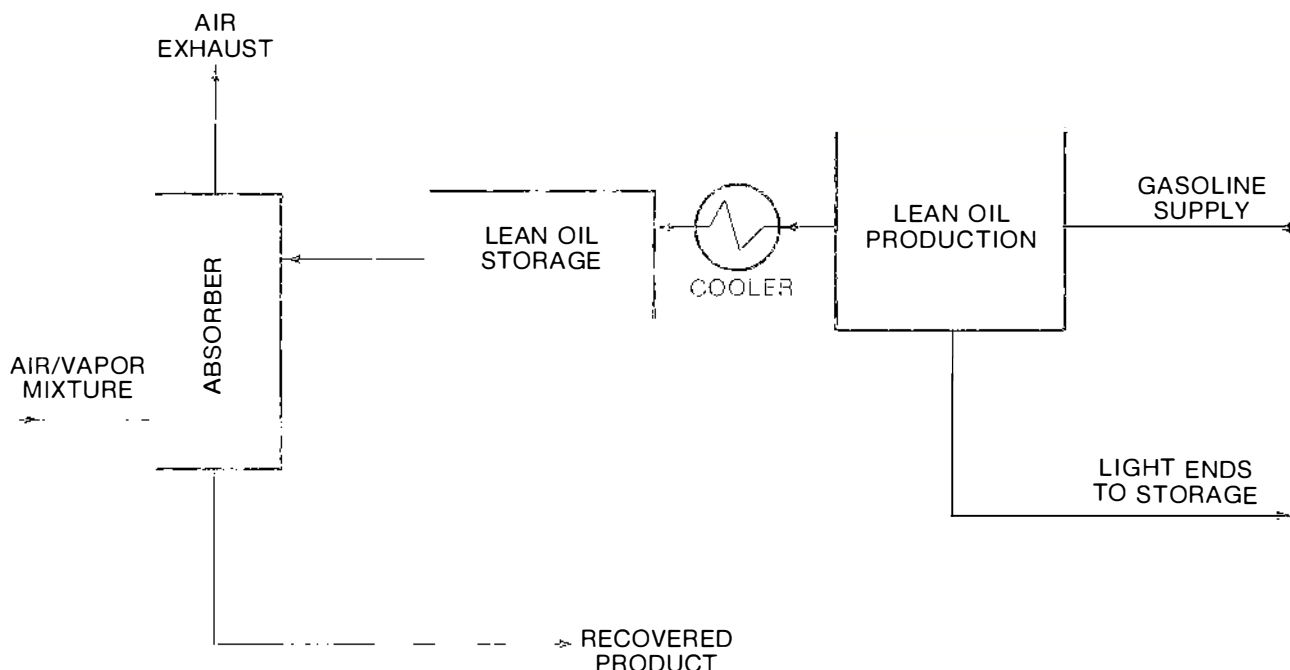 AIR
EXHAUST
GASOLINE
SUPPLY
LEAN OIL
PRODUCTION
LEAN OIL
STORAGE
COOLER
ABSORBER
AIR/VAPOR
MIXTURE
LIGHT ENDS
TO STORAGE
RECOVERED
PRODUCT